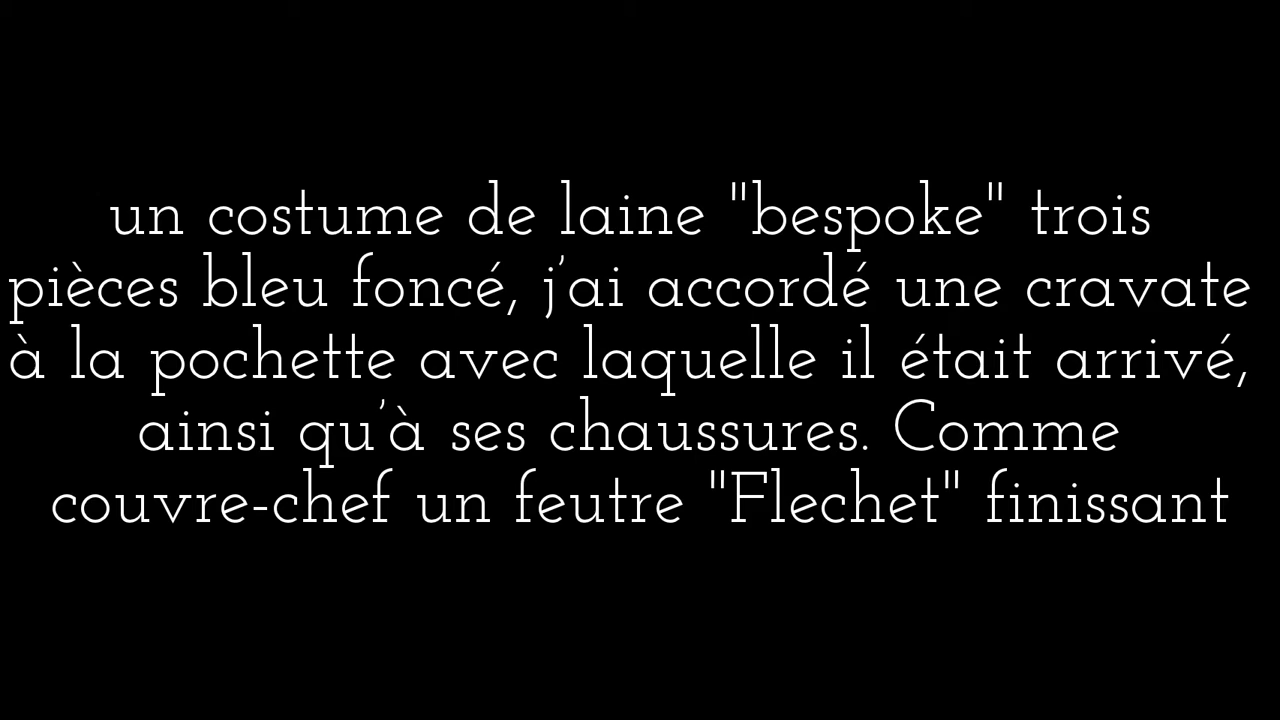 un costume de laine "bespoke" trois
pièces bleu foncé, j'ai accordé une cravate
à la pochette avec laquelle il était arrivé,
ainsi qu'à ses chaussures. Comme
couvre-chef un feutre "Flechet" finissant